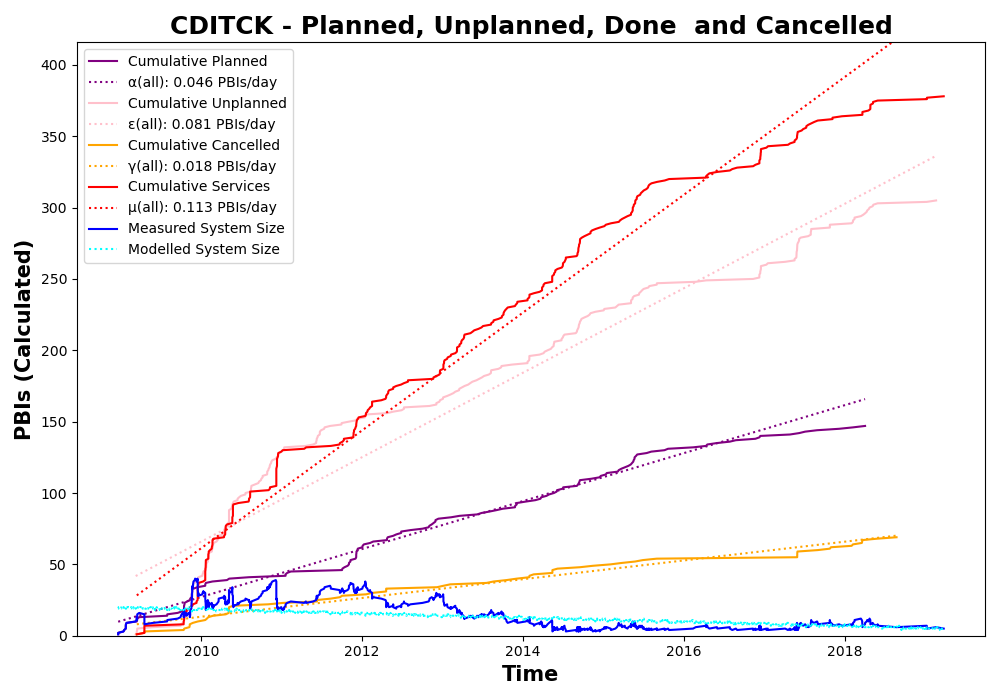 CDITCK - Planned, Unplanned, Done  and Cancelled
PBIs (Calculated)
400
350
300
250
200
150
100
50
0
Cumulative Planned
α(all): 0.046 PBIs/day
Cumulative Unplanned
ε(all): 0.081 PBIs/day
Cumulative Cancelled
γ(all): 0.018 PBIs/day
Cumulative Services
μ(all): 0.113 PBIs/day
Measured System Size
Modelled System Size
2010
2012
2014
2016
2018
Time